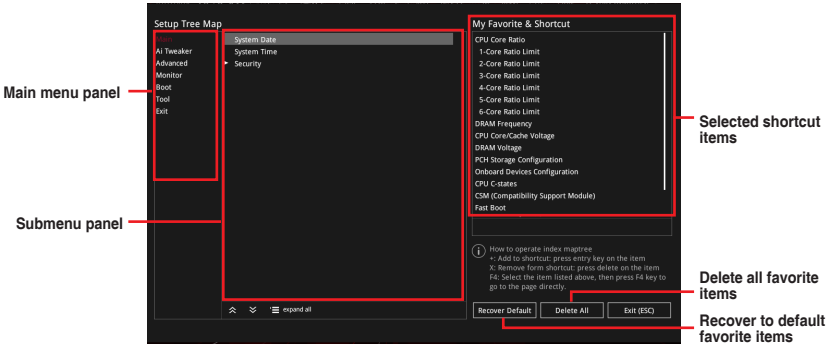 Setup Tree Map
My Favorite & Shortcut
Main
Ai Tweaker
Advanced
Monitor
Boot
Tool
Exit
System Date
System Time
Security
CPU Core Ratio
1-Core Ratio Limit
2-Core Ratio Limit
3-Core Ratio Limit
4-Core Ratio Limit
5-Core Ratio Limit
6-Core Ratio Limit
DRAM Frequency
CPU Core/Cache Voltage
DRAM Voltage
PCH Storage Configuration
Onboard Devices Configuration
CPU C-states
CSM (Compatibility Support Module)
Fast Boot
Main menu panel
Submenu panel
Selected shortcut
items
How to operate index maptree
+: Add to shortcut: press entry key on the item
X: Remove form shortcut: press delete on the item
F4: Select the item listed above, then press F4 key to
go to the page directly.
expand all
Recover Default
Delete All
Exit (ESC)
Delete all favorite
items
Recover to default
favorite items